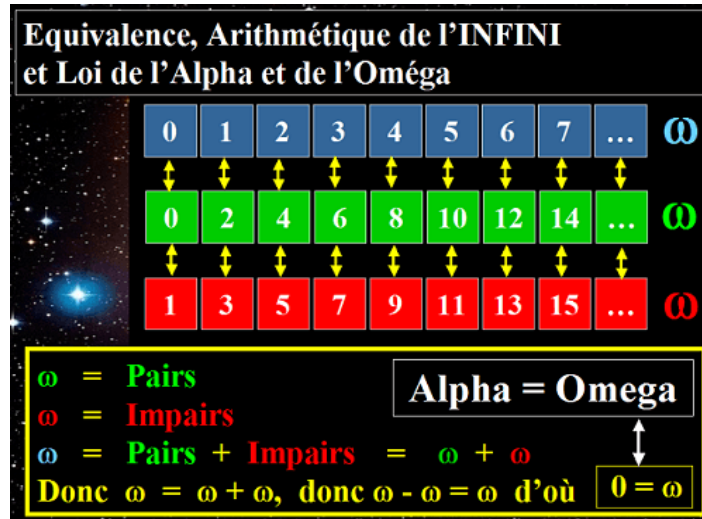 Equivalence, Arithmétique de l'INFINI
et Loi de l'Alpha et de l'Oméga
0 1 2 3 4 5 6 7 ... ω
0 2 4 6 8 10 12 14 ... ω
1 3 5 7 9 11 13 15 ... ω
ω = Pairs
ω = Impairs
ω = Pairs + Impairs = ω + ω
Donc ω = ω + ω, donc ω - ω = ω d'où
Alpha = Omega
0 = ω